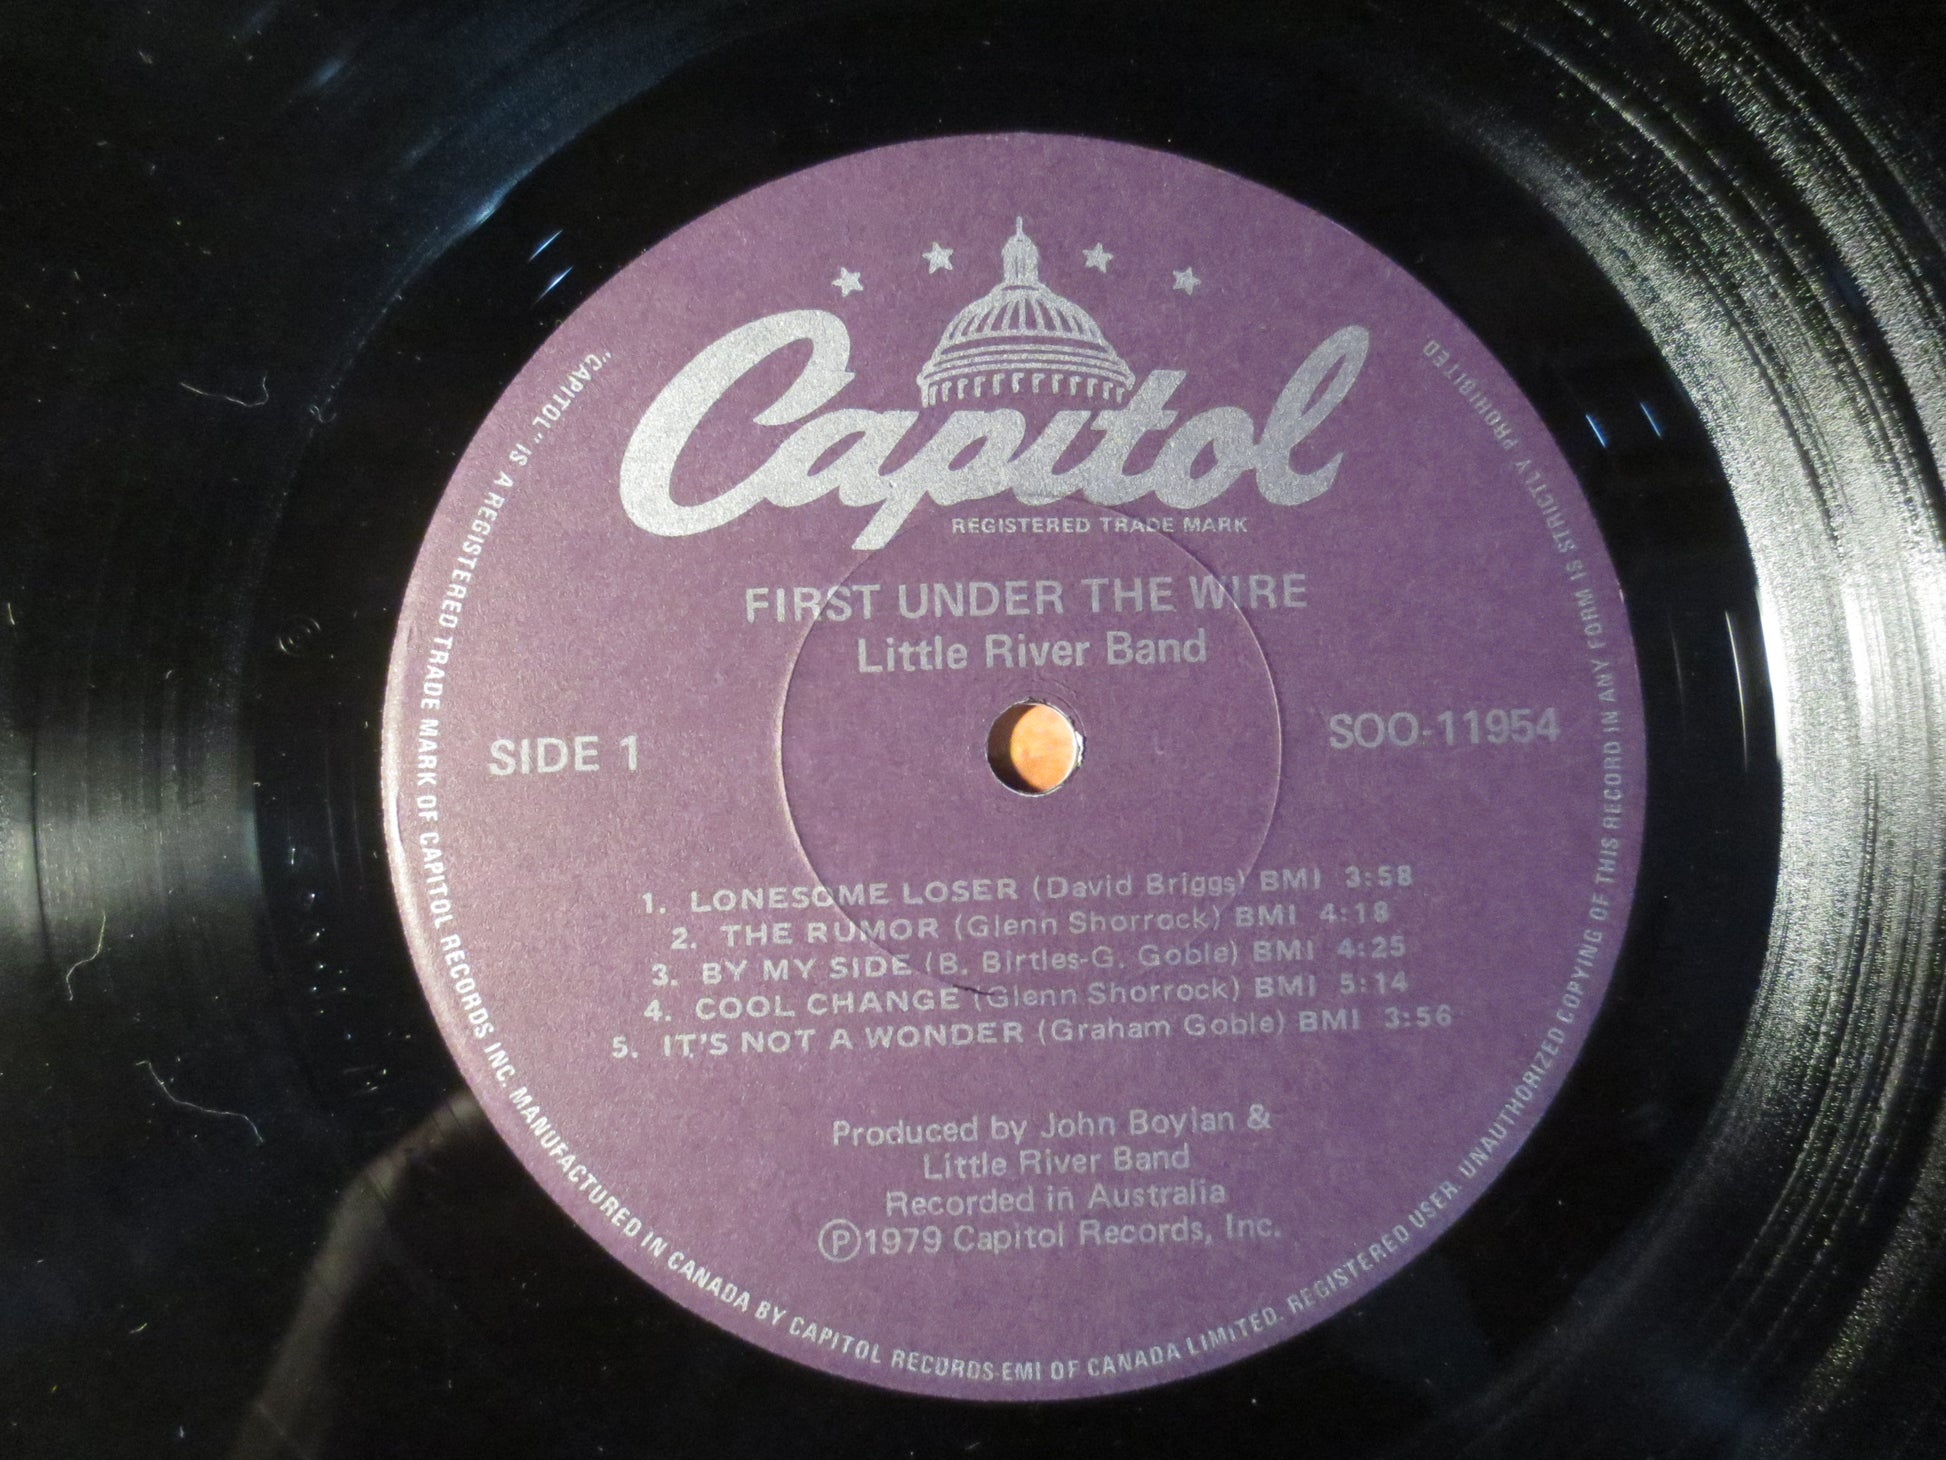 Capitol
REGISTERED TRADE MARK
FIRST UNDER THE WIRE
Little River Band
SIDE 1
SOO-11954
1. LONESOME LOSER (David Briggs) BMI 3:58
2. THE RUMOR (Glenn Shorrock) BMI 4:18
3. BY MY SIDE (B. Birtles-G. Goble) BMI 4:25
4. COOL CHANGE (Glenn Shorrock) BMI 5:14
5. IT'S NOT A WONDER (Graham Goble) BMI 3:56
Produced by John Boylan &
Little River Band
Recorded in Australia
Ⓟ1979 Capitol Records, Inc.
"CAPITOL" IS A REGISTERED TRADE MARK OF CAPITOL RECORDS INC. MANUFACTURED IN CANADA BY CAPITOL RECORDS-EMI OF CANADA LIMITED. REGISTERED USER. UNAUTHORIZED COPYING OF THIS RECORD IN ANY FORM IS STRICTLY PROHIBITED